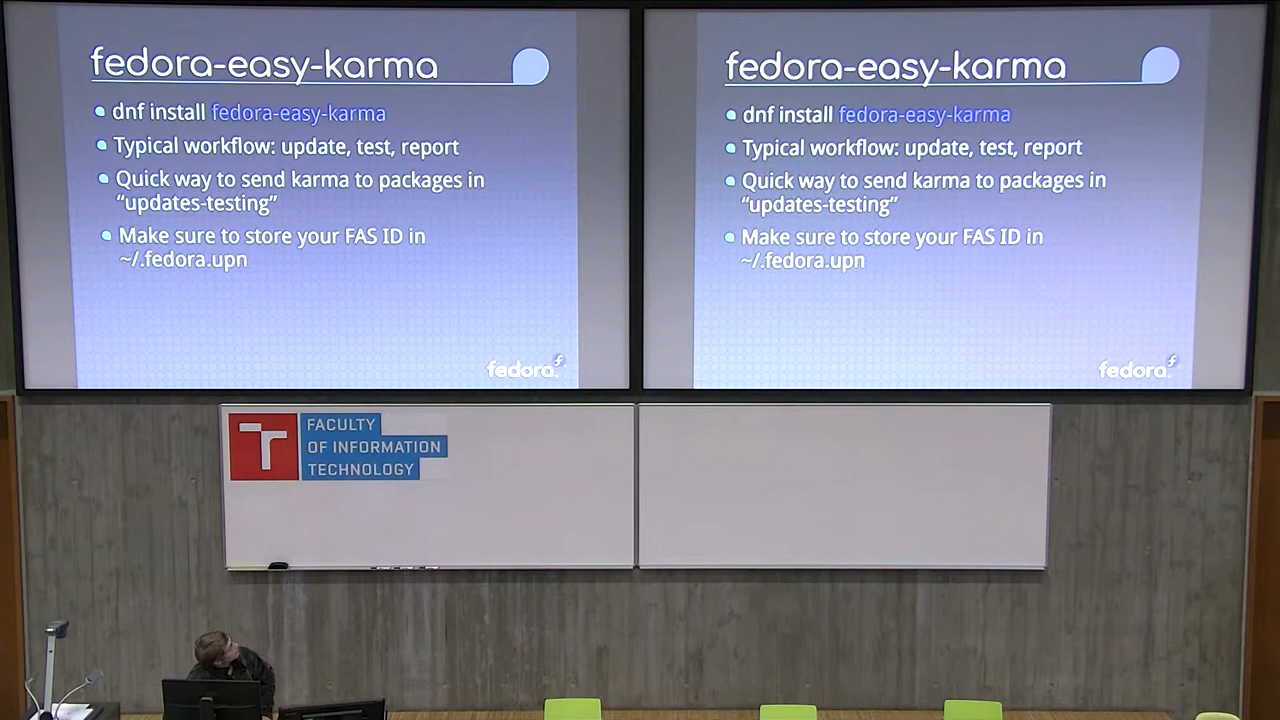 fedora-easy-karma
dnf install fedora-easy-karma
Typical workflow: update, test, report
Quick way to send karma to packages in
“updates-testing”
Make sure to store your FAS ID in
~/.fedora.upn
fedora
fedora-easy-karma
dnf install fedora-easy-karma
Typical workflow: update, test, report
Quick way to send karma to packages in
“updates-testing”
Make sure to store your FAS ID in
~/.fedora.upn
fedora
FACULTY
OF INFORMATION
TECHNOLOGY